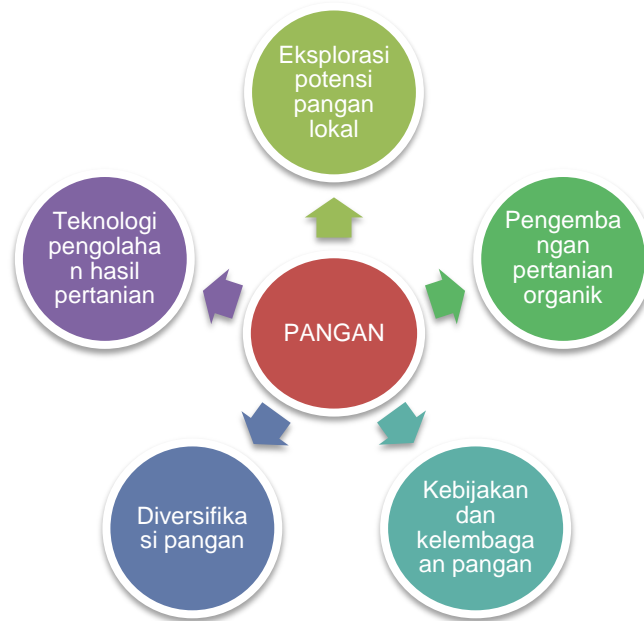 Eksplorasi
potensi
pangan
lokal
Teknologi
pengolaha
n hasil
pertanian
Pengemba
ngan
pertanian
organik
PANGAN
Diversifika
si pangan
Kebijakan
dan
kelembaga
an pangan